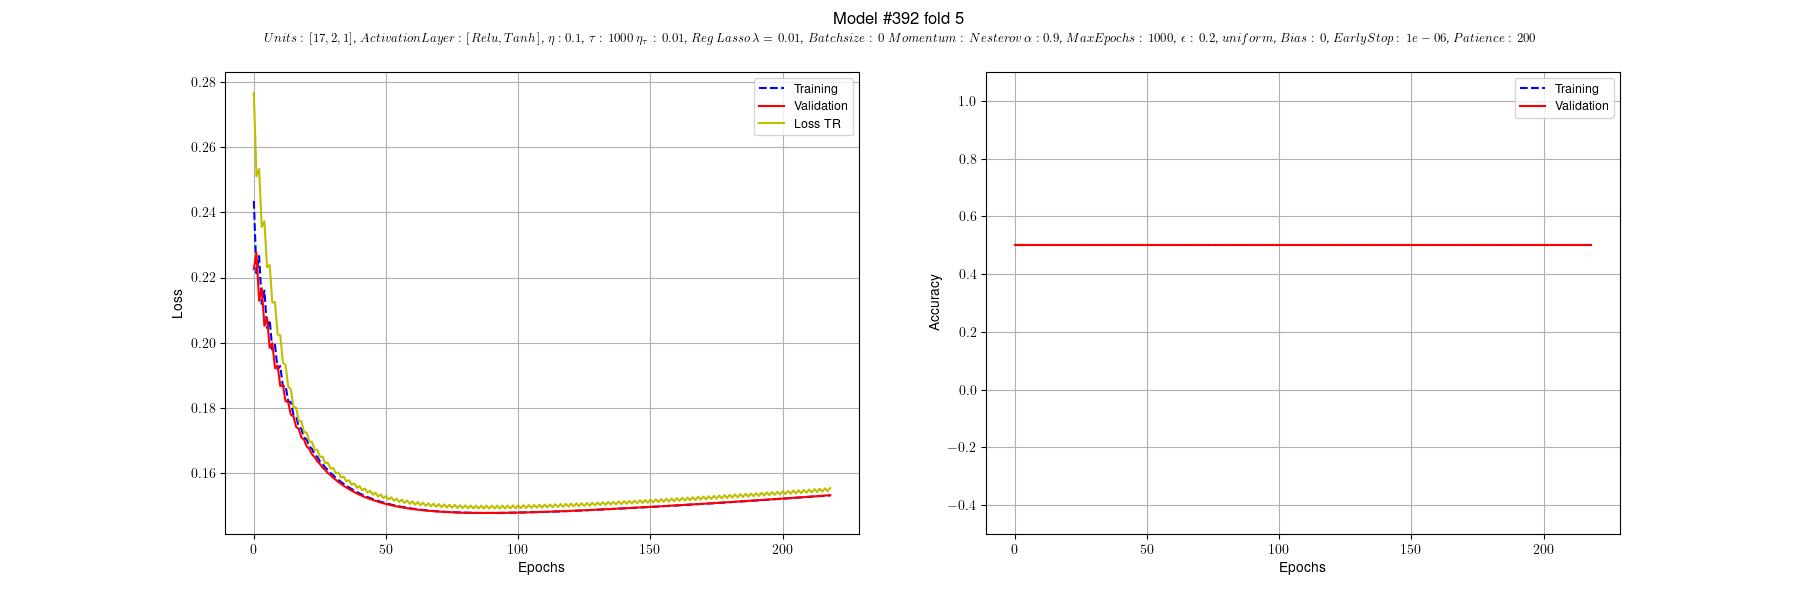 Model #392 fold 5
Units : [17, 2, 1], ActivationLayer : [Relu, Tanh], η : 0.1, τ : 1000 ητ : 0.01, Reg Lasso λ = 0.01, Batchsize : 0 Momentum : Nesterov α : 0.9, MaxEpochs : 1000, ϵ : 0.2, uniform, Bias : 0, EarlyStop : 1e − 06, Patience : 200
0.28
0.26
0.24
0.22
0.20
0.18
0.16
Loss
0 50 100 150 200
Epochs
Training
Validation
Loss TR
1.0
0.8
0.6
0.4
0.2
0.0
−0.2
−0.4
Accuracy
0 50 100 150 200
Epochs
Training
Validation